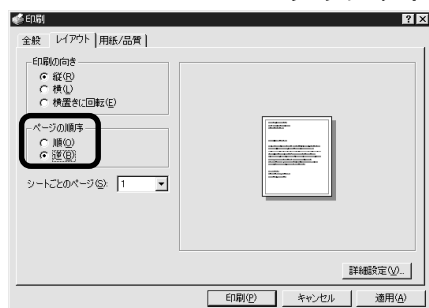 印刷
全般 レイアウト 用紙/品質
印刷の向き
縦(R)
横(L)
横置きに回転(E)
ページの順序
順(O)
逆(B)
シートごとのページ(S): 1
詳細設定(V)...
印刷(P) キャンセル 適用(A)